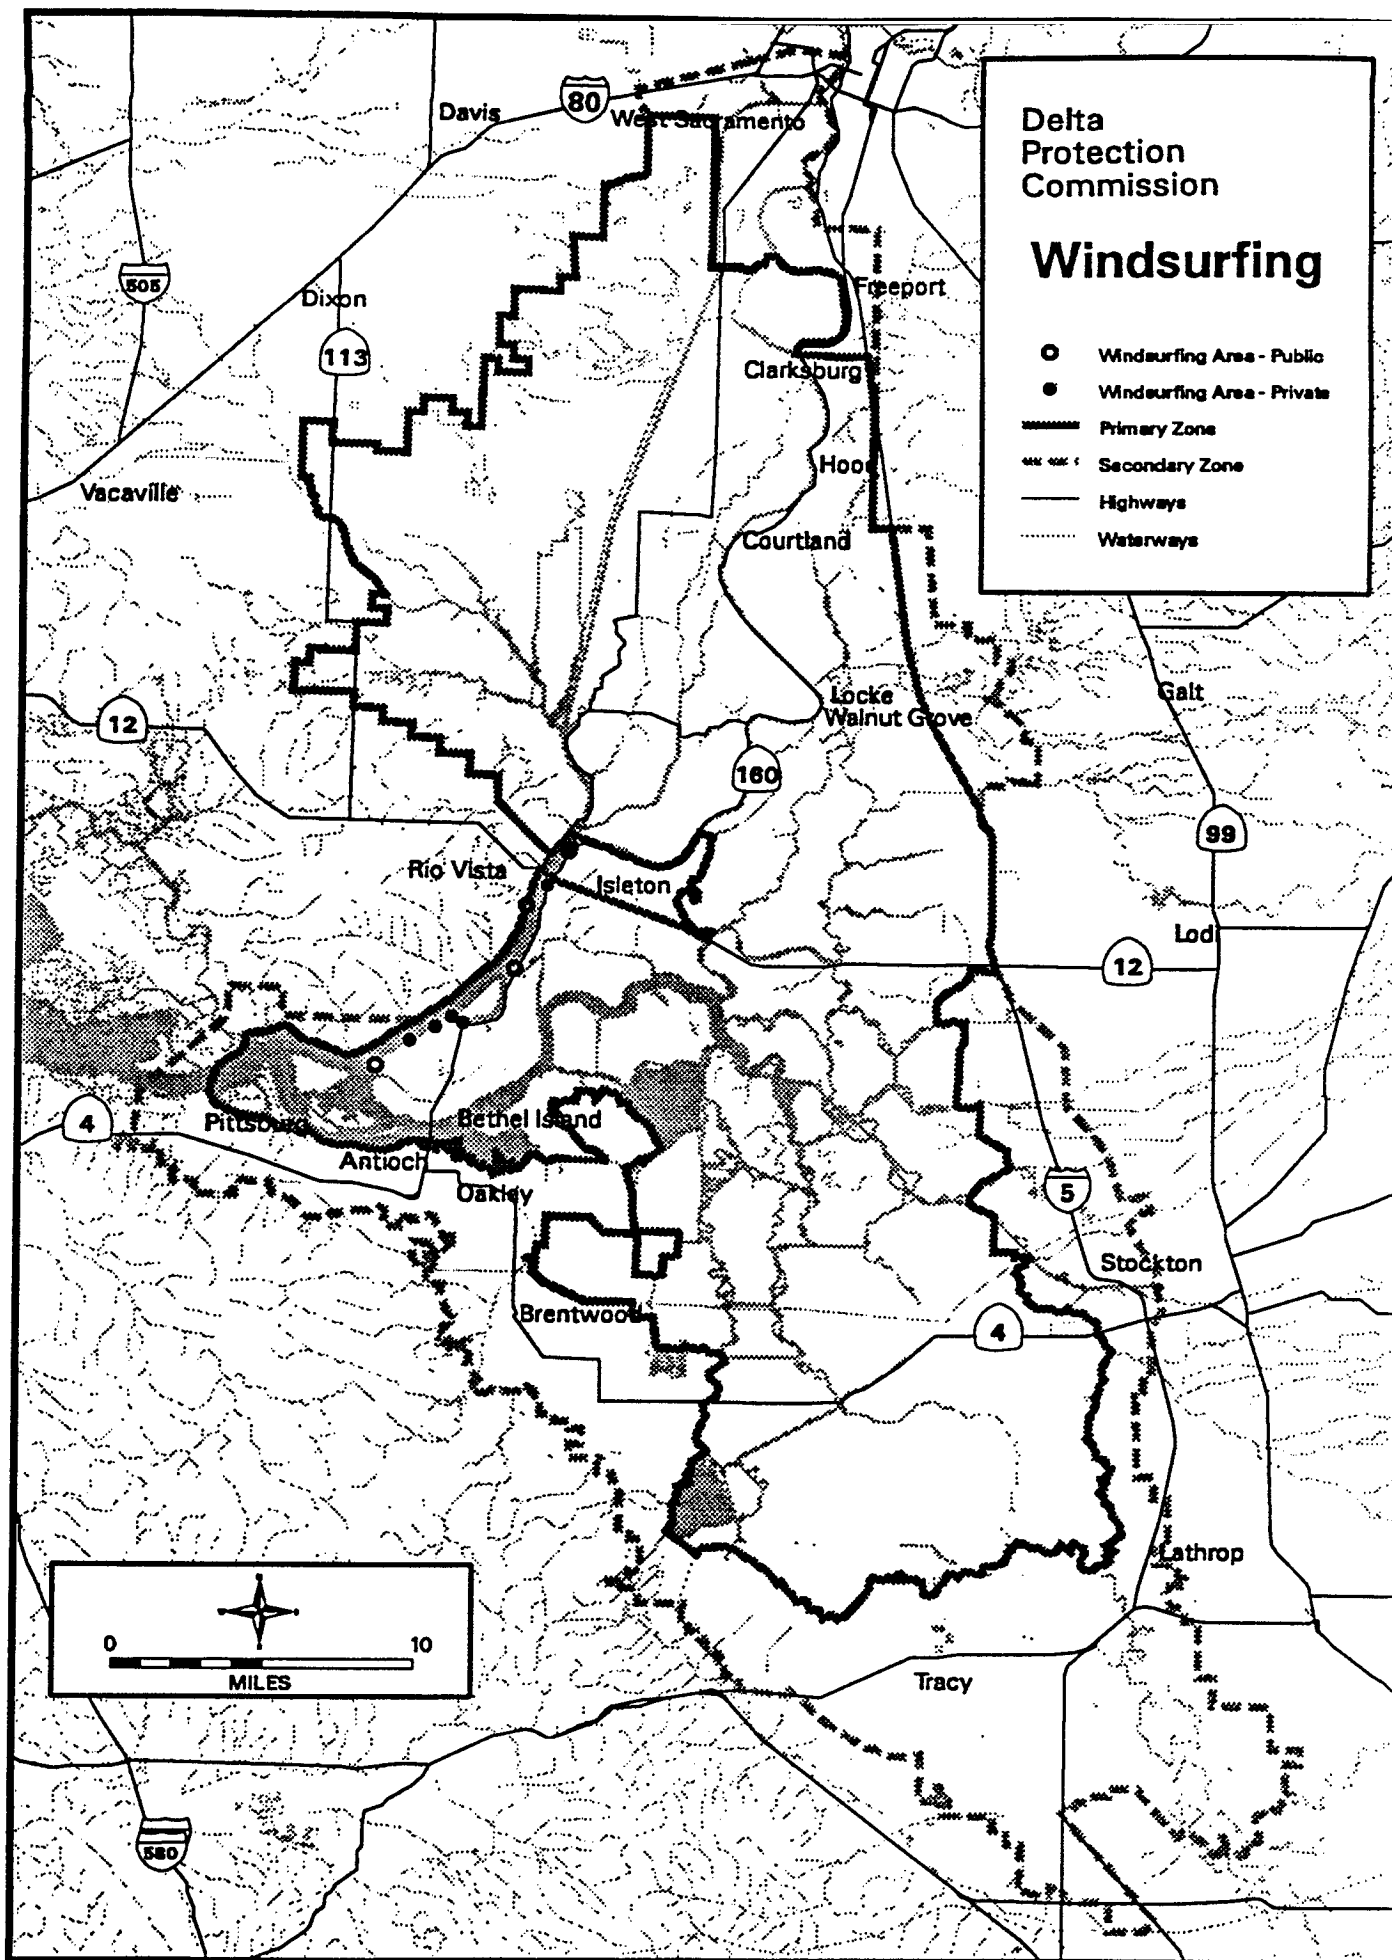 Delta
Protection
Commission
Windsurfing
Windsurfing Area - Public
Windsurfing Area - Private
Primary Zone
Secondary Zone
Highways
Waterways
Davis
80
West Sacramento
505
Dixon
113
Freeport
Clarksburg
Vacaville
Hood
Courtland
Locke
Walnut Grove
Galt
12
160
99
Rio Vista
Isleton
Lodi
12
4
Pittsburg
Bethel Island
Antioch
Oakley
5
Stockton
Brentwood
4
Lathrop
0 10
MILES
Tracy
580